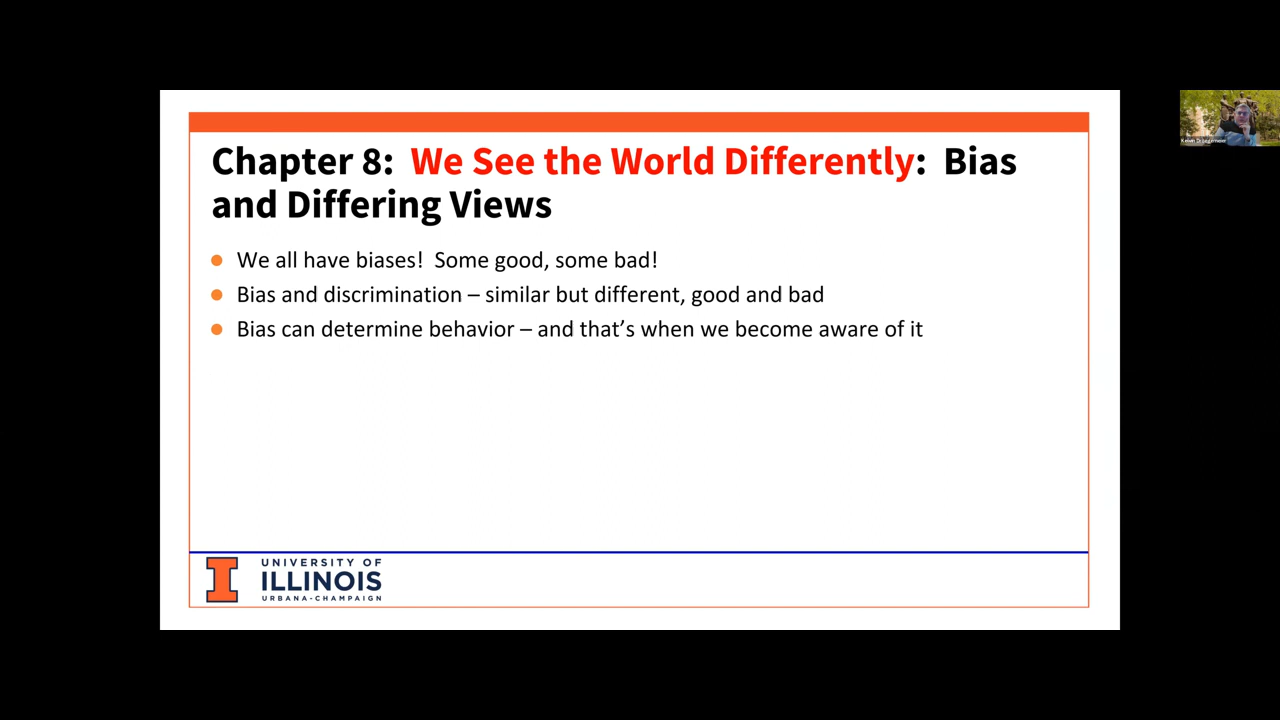 Chapter 8: We See the World Differently: Bias
and Differing Views
We all have biases! Some good, some bad!
Bias and discrimination – similar but different, good and bad
Bias can determine behavior – and that’s when we become aware of it
UNIVERSITY OF
ILLINOIS
URBANA-CHAMPAIGN